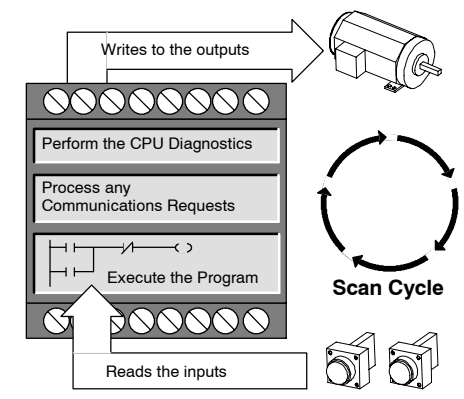 Writes to the outputs
Perform the CPU Diagnostics
Process any
Communications Requests
Execute the Program
Scan Cycle
Reads the inputs